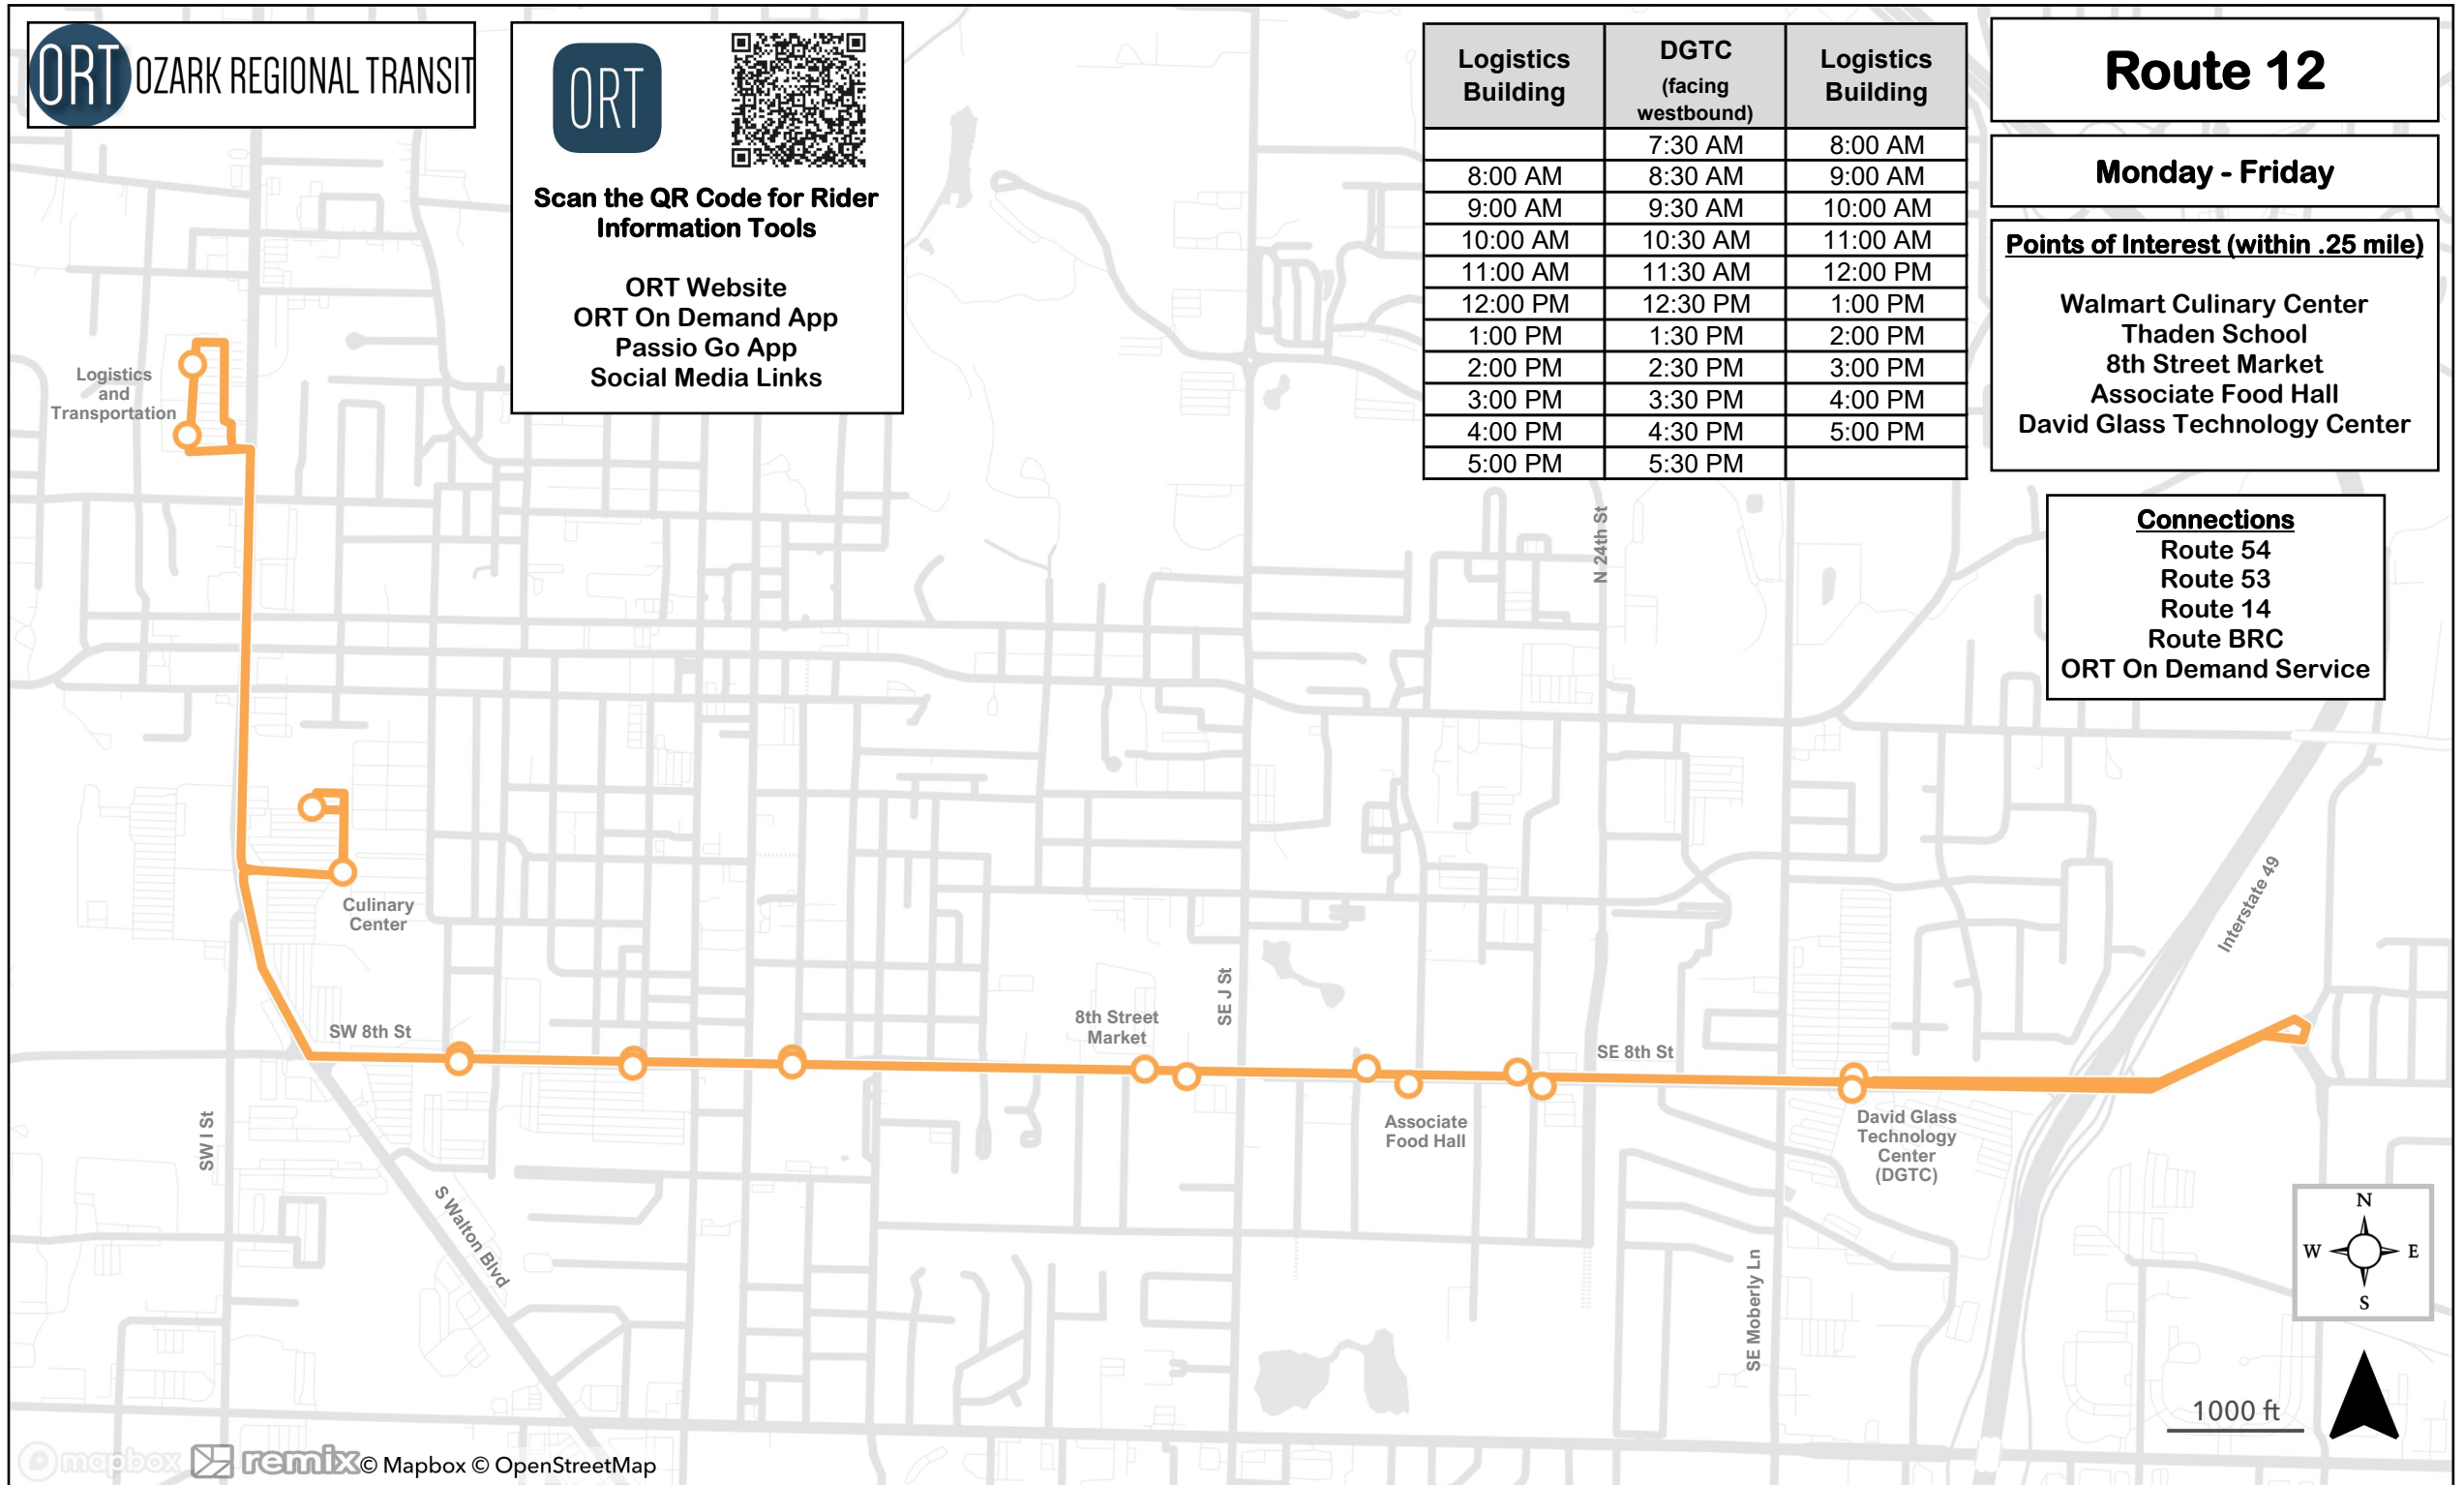 ORT OZARK REGIONAL TRANSIT
ORT
Scan the QR Code for Rider
Information Tools
ORT Website
ORT On Demand App
Passio Go App
Social Media Links
Logistics Building DGTC (facing westbound) Logistics Building
7:30 AM 8:00 AM
8:00 AM 8:30 AM 9:00 AM
9:00 AM 9:30 AM 10:00 AM
10:00 AM 10:30 AM 11:00 AM
11:00 AM 11:30 AM 12:00 PM
12:00 PM 12:30 PM 1:00 PM
1:00 PM 1:30 PM 2:00 PM
2:00 PM 2:30 PM 3:00 PM
3:00 PM 3:30 PM 4:00 PM
4:00 PM 4:30 PM 5:00 PM
5:00 PM 5:30 PM
Route 12
Monday - Friday
Points of Interest (within .25 mile)
Walmart Culinary Center
Thaden School
8th Street Market
Associate Food Hall
David Glass Technology Center
Connections
Route 54
Route 53
Route 14
Route BRC
ORT On Demand Service
Logistics
and
Transportation
N 24th St
Culinary
Center
Interstate 49
SW 8th St
8th Street
Market
SE J St
SE 8th St
Associate
Food Hall
David Glass
Technology
Center
(DGTC)
SW I St
S Walton Blvd
SE Moberly Ln
N
W E
S
1000 ft
mapbox remix © Mapbox © OpenStreetMap